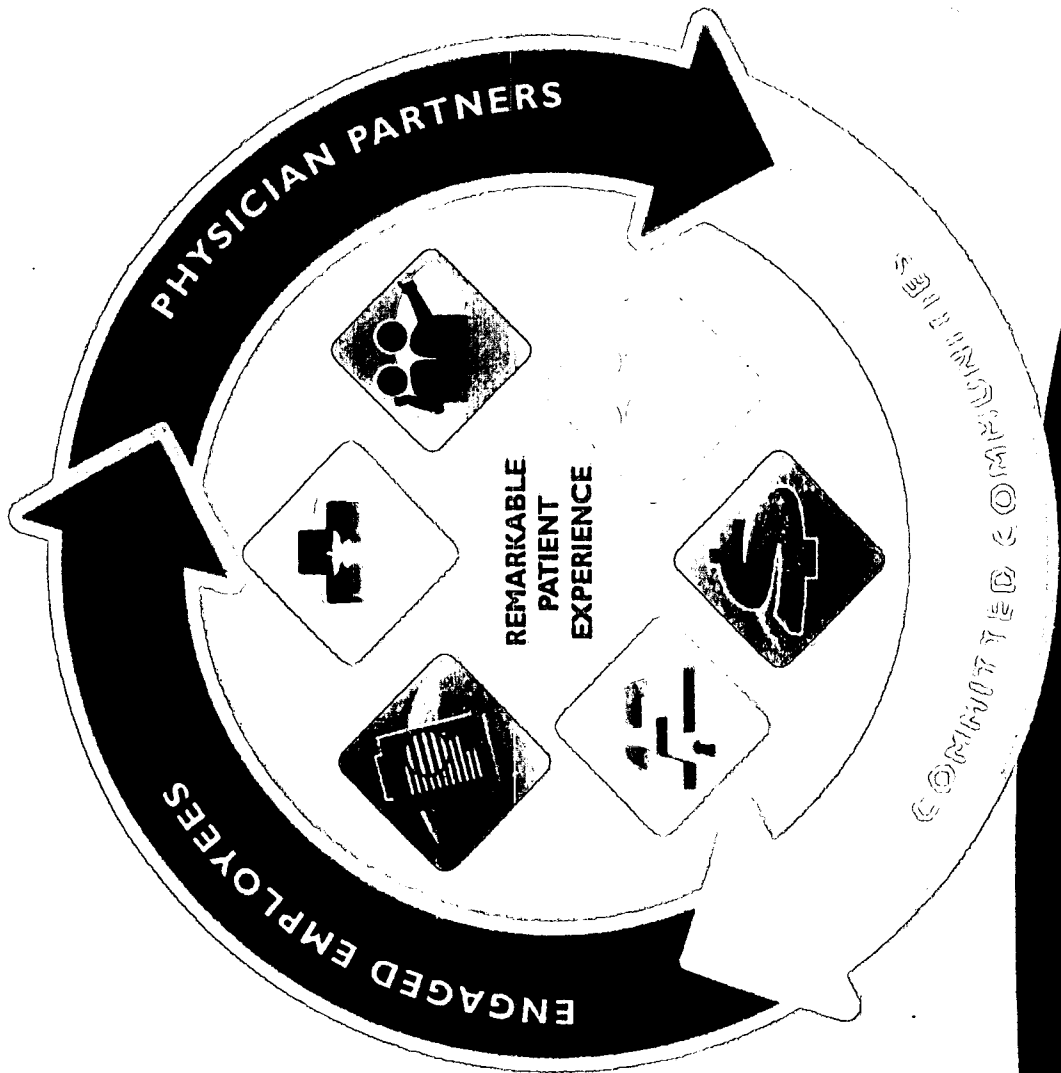 PHYSICIAN PARTNERS
ENGAGED EMPLOYEES
REMARKABLE
PATIENT
EXPERIENCE
COMMITTED COMMUNITIES